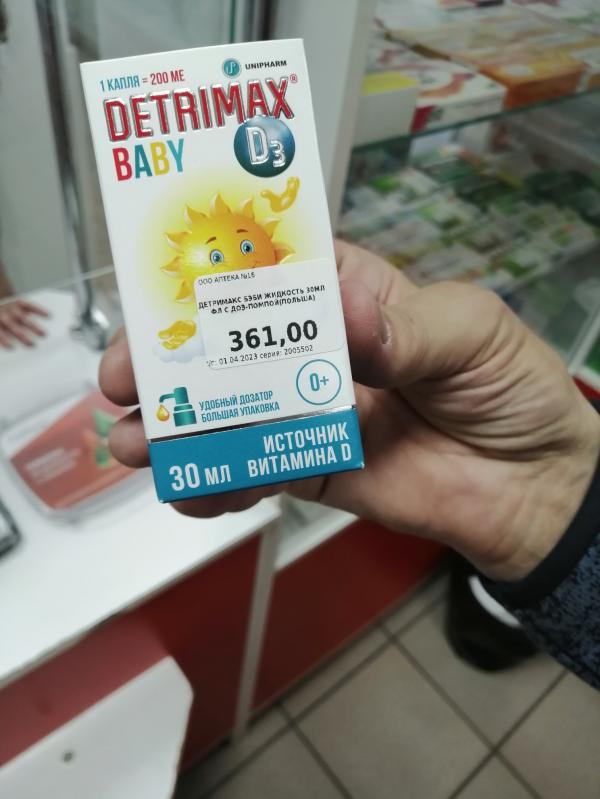 UNIPHARM
1 КАПЛЯ = 200 МЕ
DETRIMAX®
BABY
D3
ООО АПТЕКА №16
ДЕТРИМАКС БЭБИ ЖИДКОСТЬ 30МЛ
ФЛ С ДОЗ-ПОМПОЙ(ПОЛЬША)
361,00
с/г: 01.04.2023 серия: 2005502
0+
УДОБНЫЙ ДОЗАТОР
БОЛЬШАЯ УПАКОВКА
30 МЛ
ИСТОЧНИК
ВИТАМИНА D